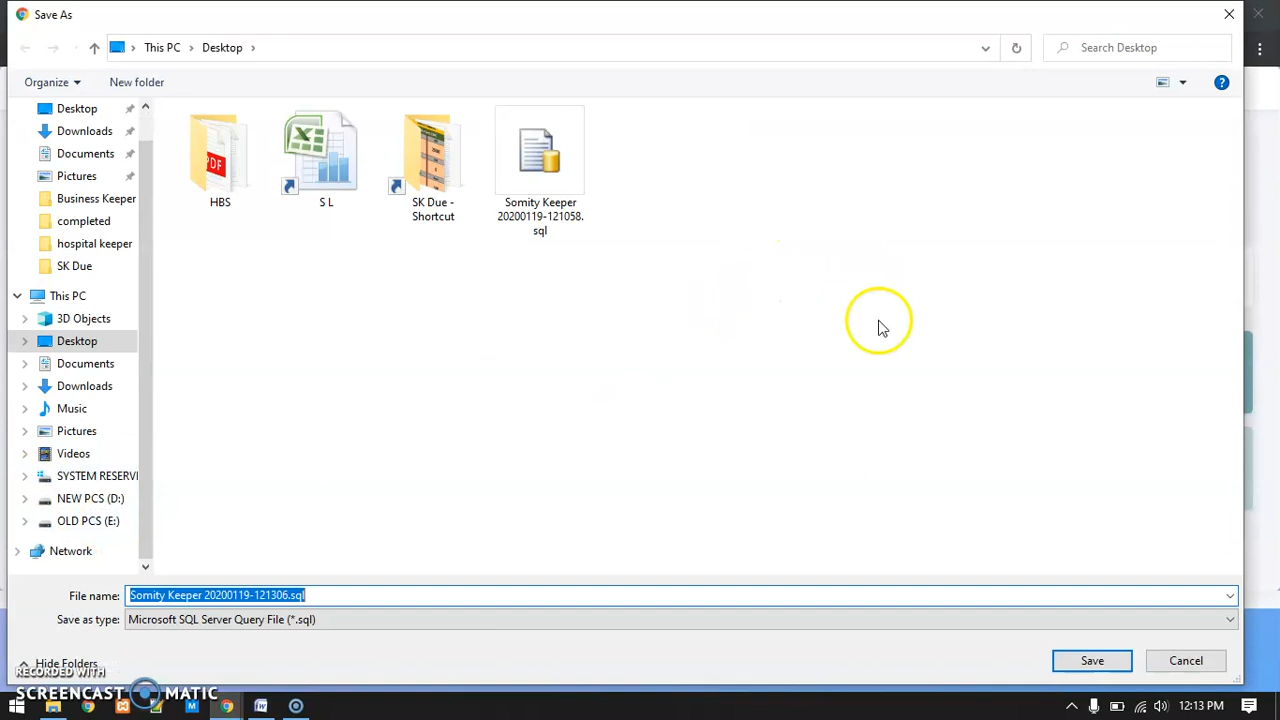 Save As
This PC
Desktop
Search Desktop
Organize
New folder
Desktop
Downloads
Documents
Pictures
Business Keeper
completed
hospital keeper
SK Due
This PC
3D Objects
Desktop
Documents
Downloads
Music
Pictures
Videos
SYSTEM RESERV
NEW PCS (D:)
OLD PCS (E:)
Network
PDF
HBS
S L
SK Due -
Shortcut
Somity Keeper
20200119-121058.
sql
File name: Somity Keeper 20200119-121306.sql
Save as type: Microsoft SQL Server Query File (*.sql)
Hide Folders
Save
Cancel
RECORDED WITH
SCREENCAST MATIC
12:13 PM